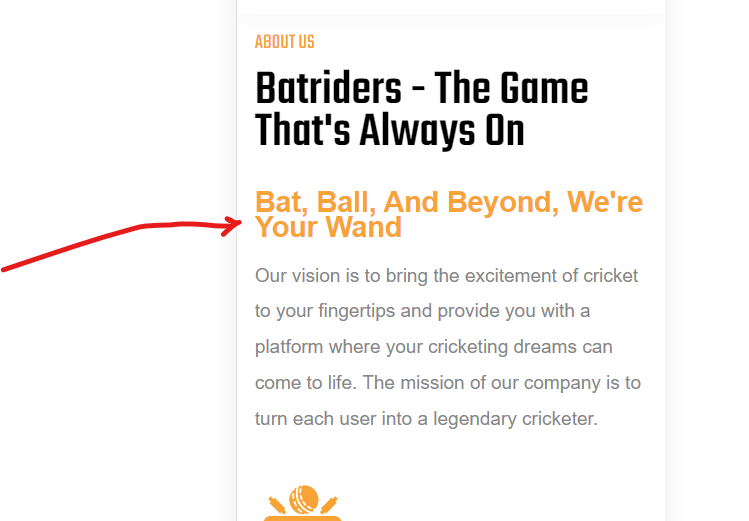 ABOUT US
Batriders - The Game
That's Always On
Bat, Ball, And Beyond, We're
Your Wand
Our vision is to bring the excitement of cricket
to your fingertips and provide you with a
platform where your cricketing dreams can
come to life. The mission of our company is to
turn each user into a legendary cricketer.